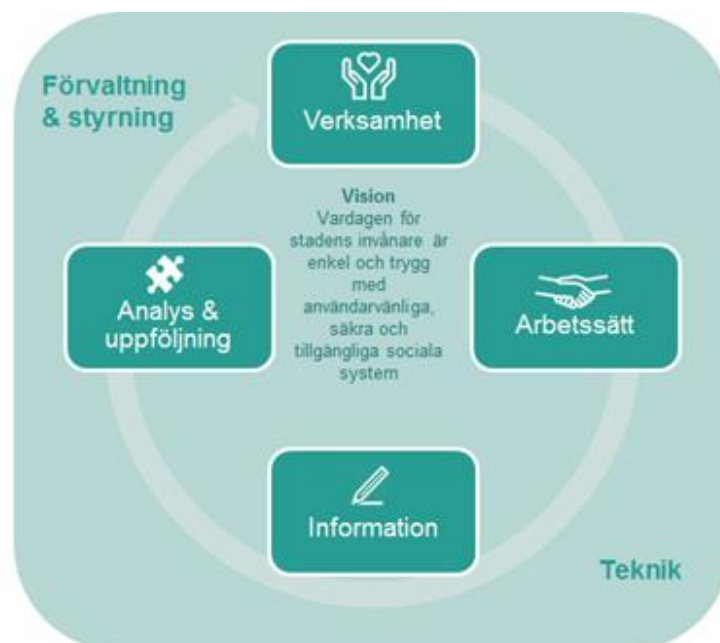 Förvaltning
& styrning
Verksamhet
Vision
Vardagen för
stadens invånare är
enkel och trygg
med
användarvänliga,
säkra och
tillgängliga sociala
system
Analys &
uppföljning
Arbetssätt
Information
Teknik